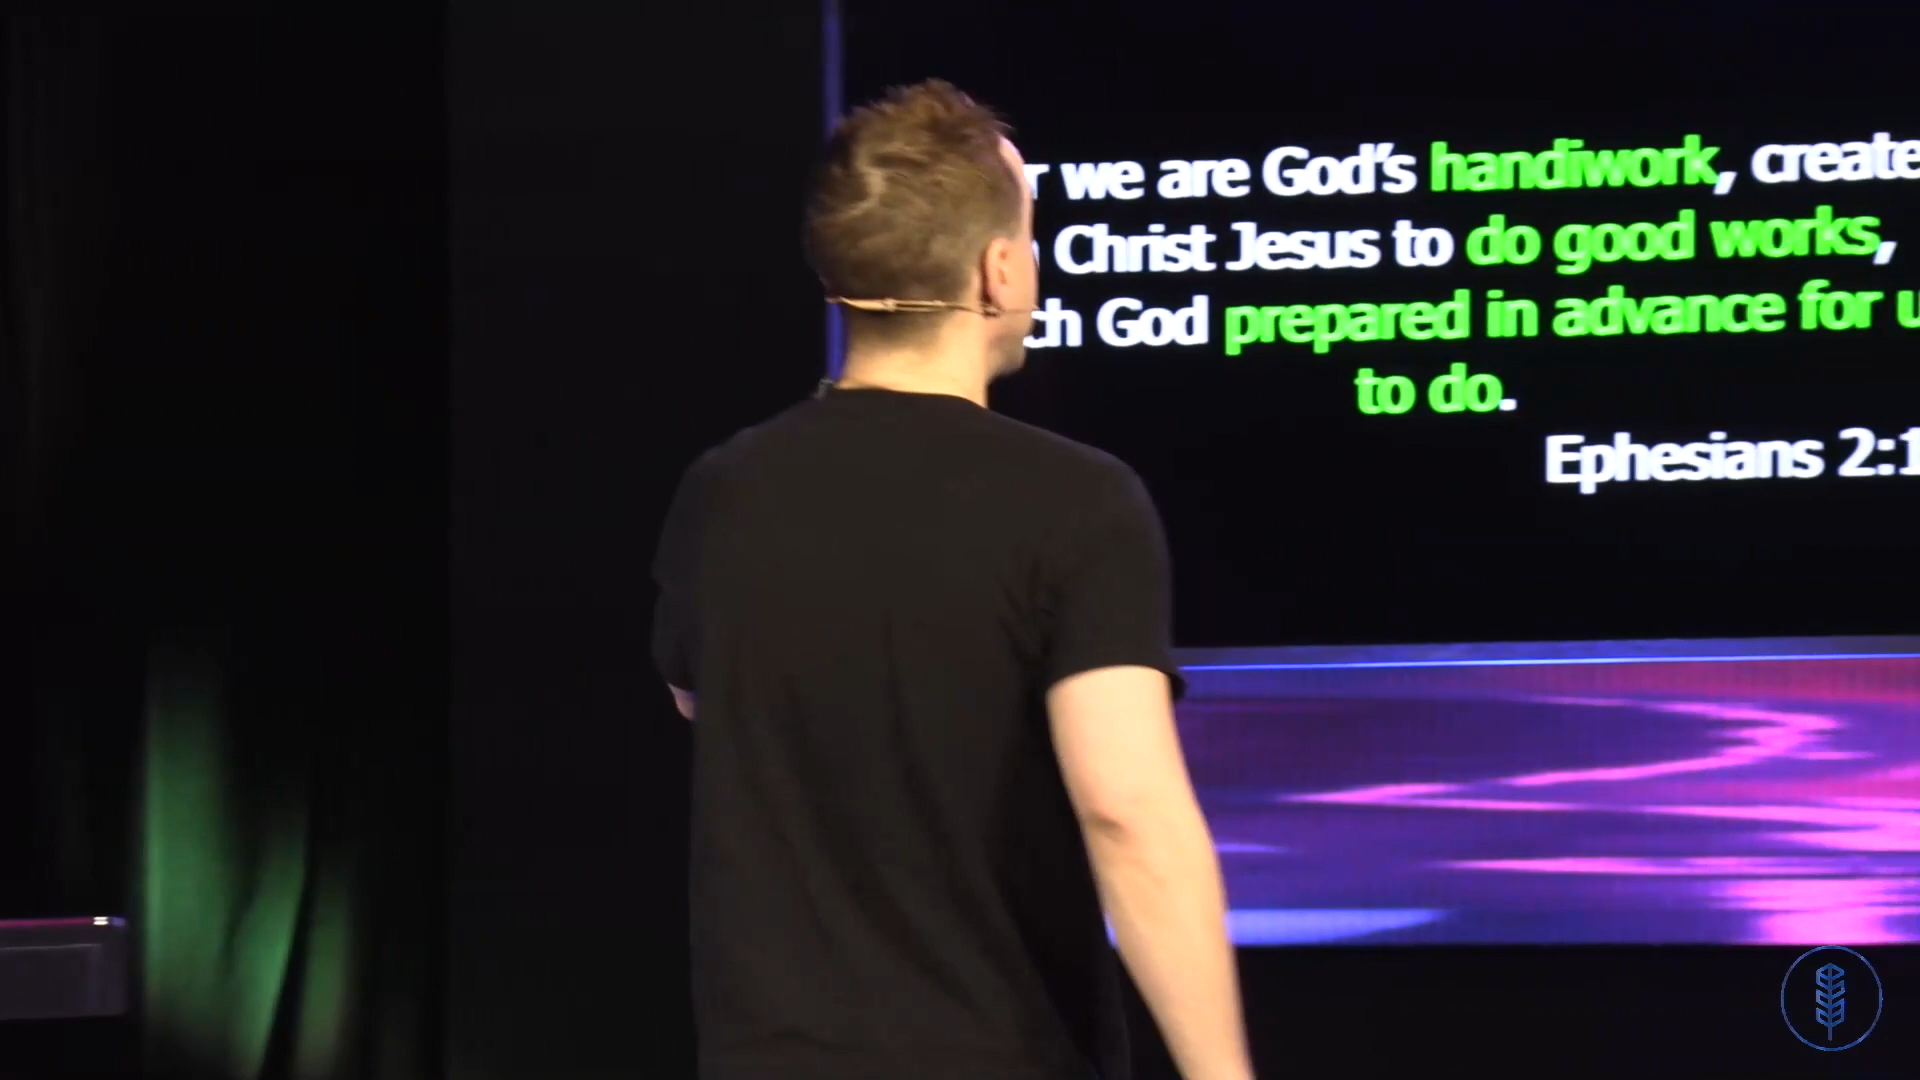 r we are God's handiwork, create
Christ Jesus to do good works,
ch God prepared in advance for u
to do.
Ephesians 2:1